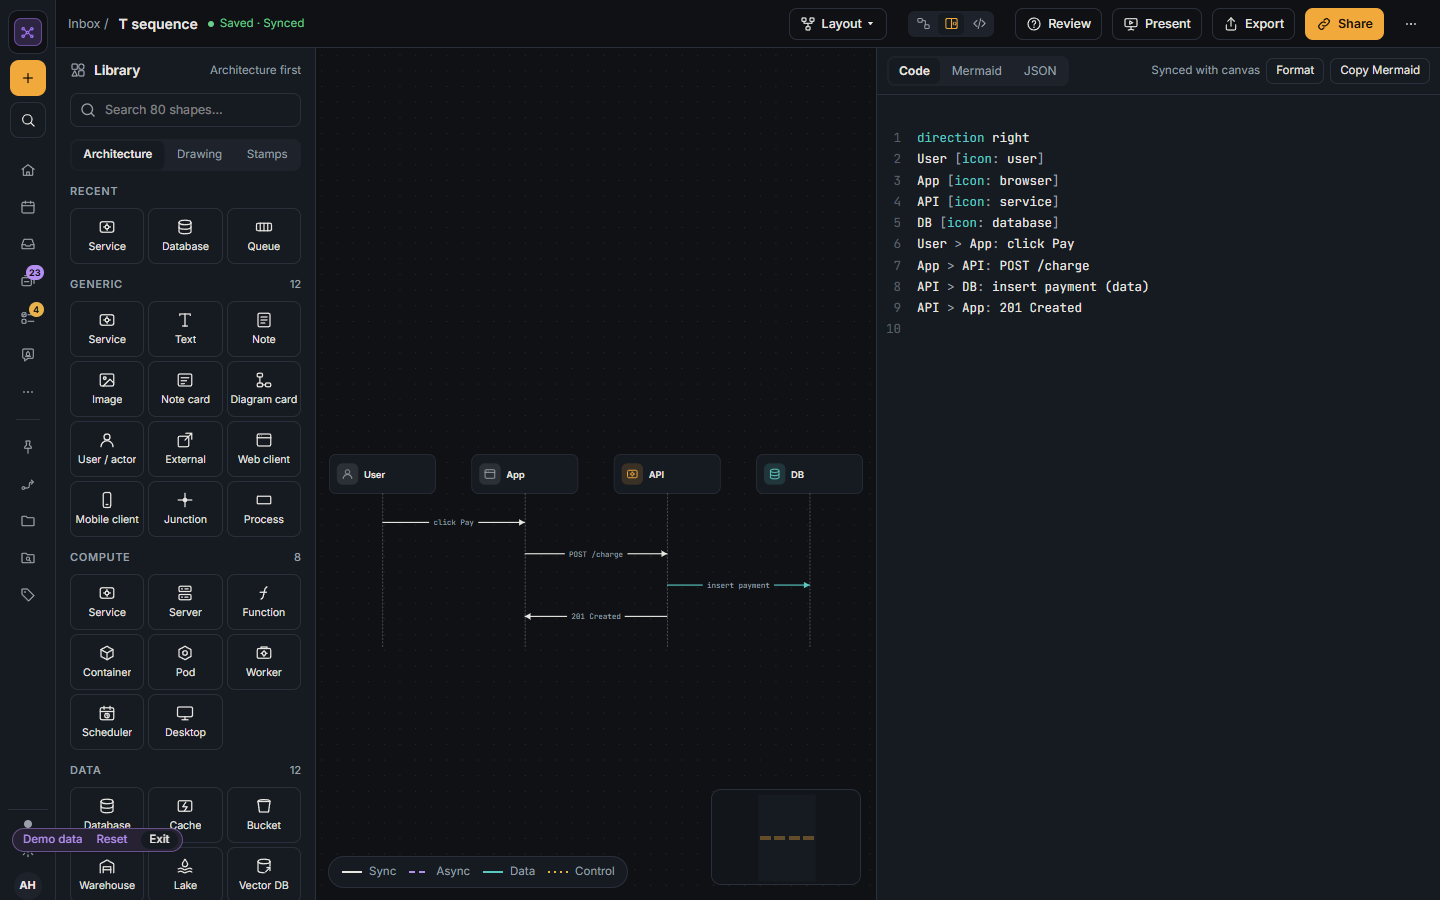 Inbox /
T sequence
Saved · Synced
Layout
Review
Present
Export
Share
23
4
Library
Architecture first
Search 80 shapes...
Architecture
Drawing
Stamps
RECENT
Service
Database
Queue
GENERIC
12
Service
Text
Note
Image
Note card
Diagram card
User / actor
External
Web client
Mobile client
Junction
Process
COMPUTE
8
Service
Server
Function
Container
Pod
Worker
Scheduler
Desktop
DATA
12
Database
Cache
Bucket
Warehouse
Lake
Vector DB
Demo data
Reset
Exit
AH
User
App
API
DB
click Pay
POST /charge
insert payment
201 Created
Sync
Async
Data
Control
Code
Mermaid
JSON
Synced with canvas
Format
Copy Mermaid
1 direction right
2 User [icon: user]
3 App [icon: browser]
4 API [icon: service]
5 DB [icon: database]
6 User > App: click Pay
7 App > API: POST /charge
8 API > DB: insert payment (data)
9 API > App: 201 Created
10